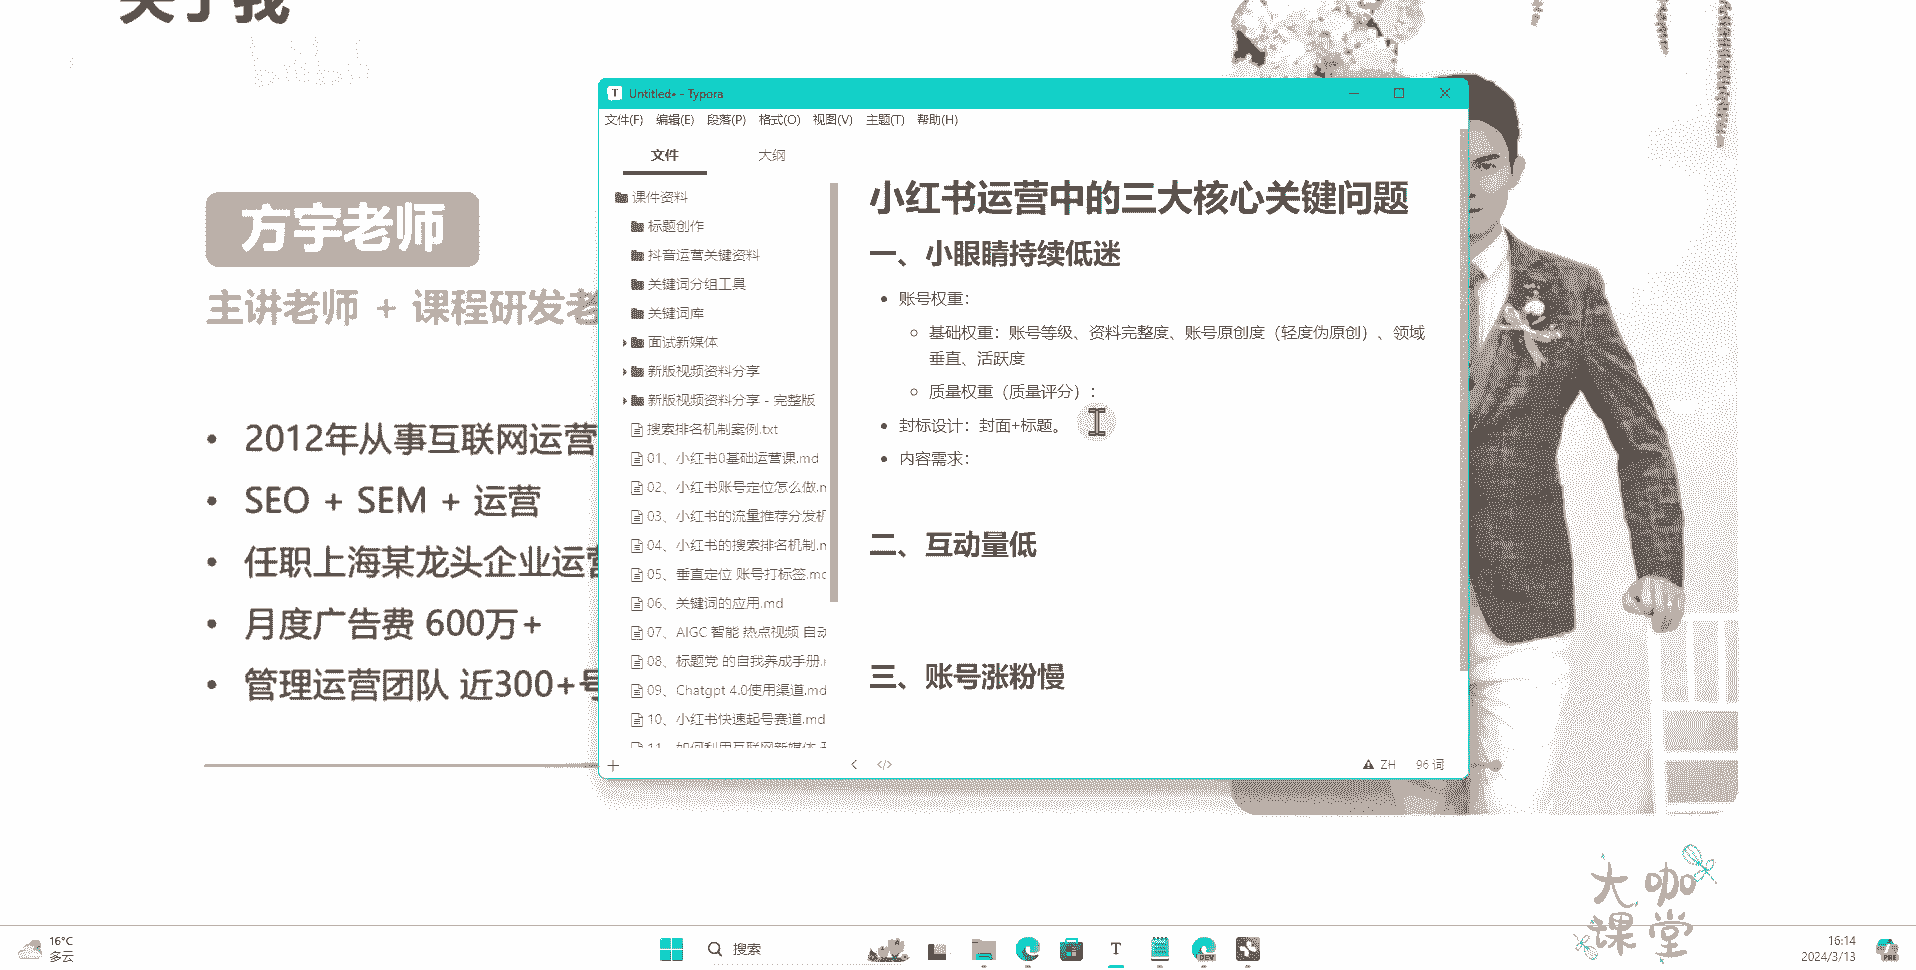 关于我
bilibili
方宇老师
主讲老师 + 课程研发老
• 2012年从事互联网运营
• SEO + SEM + 运营
• 任职上海某龙头企业运营
• 月度广告费 600万+
• 管理运营团队 近300+号
Untitled• - Typora
文件(F) 编辑(E) 段落(P) 格式(O) 视图(V) 主题(T) 帮助(H)
文件 大纲
课件资料
标题创作
抖音运营关键资料
关键词分组工具
关键词库
面试新媒体
新版视频资料分享
新版视频资料分享 - 完整版
搜索排名机制案例.txt
01、小红书0基础运营课.md
02、小红书账号定位怎么做.m
03、小红书的流量推荐分发机
04、小红书的搜索排名机制.m
05、垂直定位 账号打标签.md
06、关键词的应用.md
07、AIGC 智能 热点视频 自动
08、标题党 的自我养成手册.m
09、Chatgpt 4.0使用渠道.md
10、小红书快速起号赛道.md
11、如何利用互联网新媒体
小红书运营中的三大核心关键问题
一、小眼睛持续低迷
• 账号权重：
基础权重：账号等级、资料完整度、账号原创度（轻度伪原创）、领域
垂直、活跃度
质量权重（质量评分）：
• 封标设计：封面+标题。
• 内容需求：
二、互动量低
三、账号涨粉慢
ZH 96 词
大咖
课堂
16°C
多云
搜索
T
DEV
16:14
2024/3/13
PRE